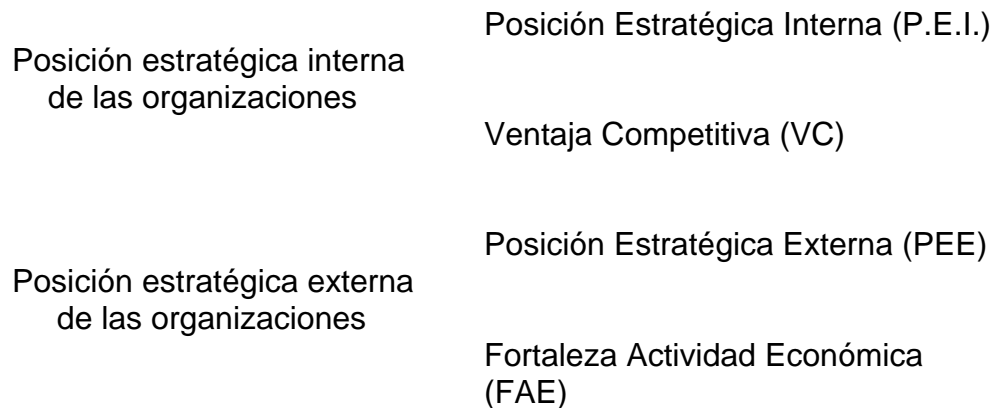 Posición estratégica interna
de las organizaciones
Posición Estratégica Interna (P.E.I.)
Ventaja Competitiva (VC)
Posición estratégica externa
de las organizaciones
Posición Estratégica Externa (PEE)
Fortaleza Actividad Económica
(FAE)